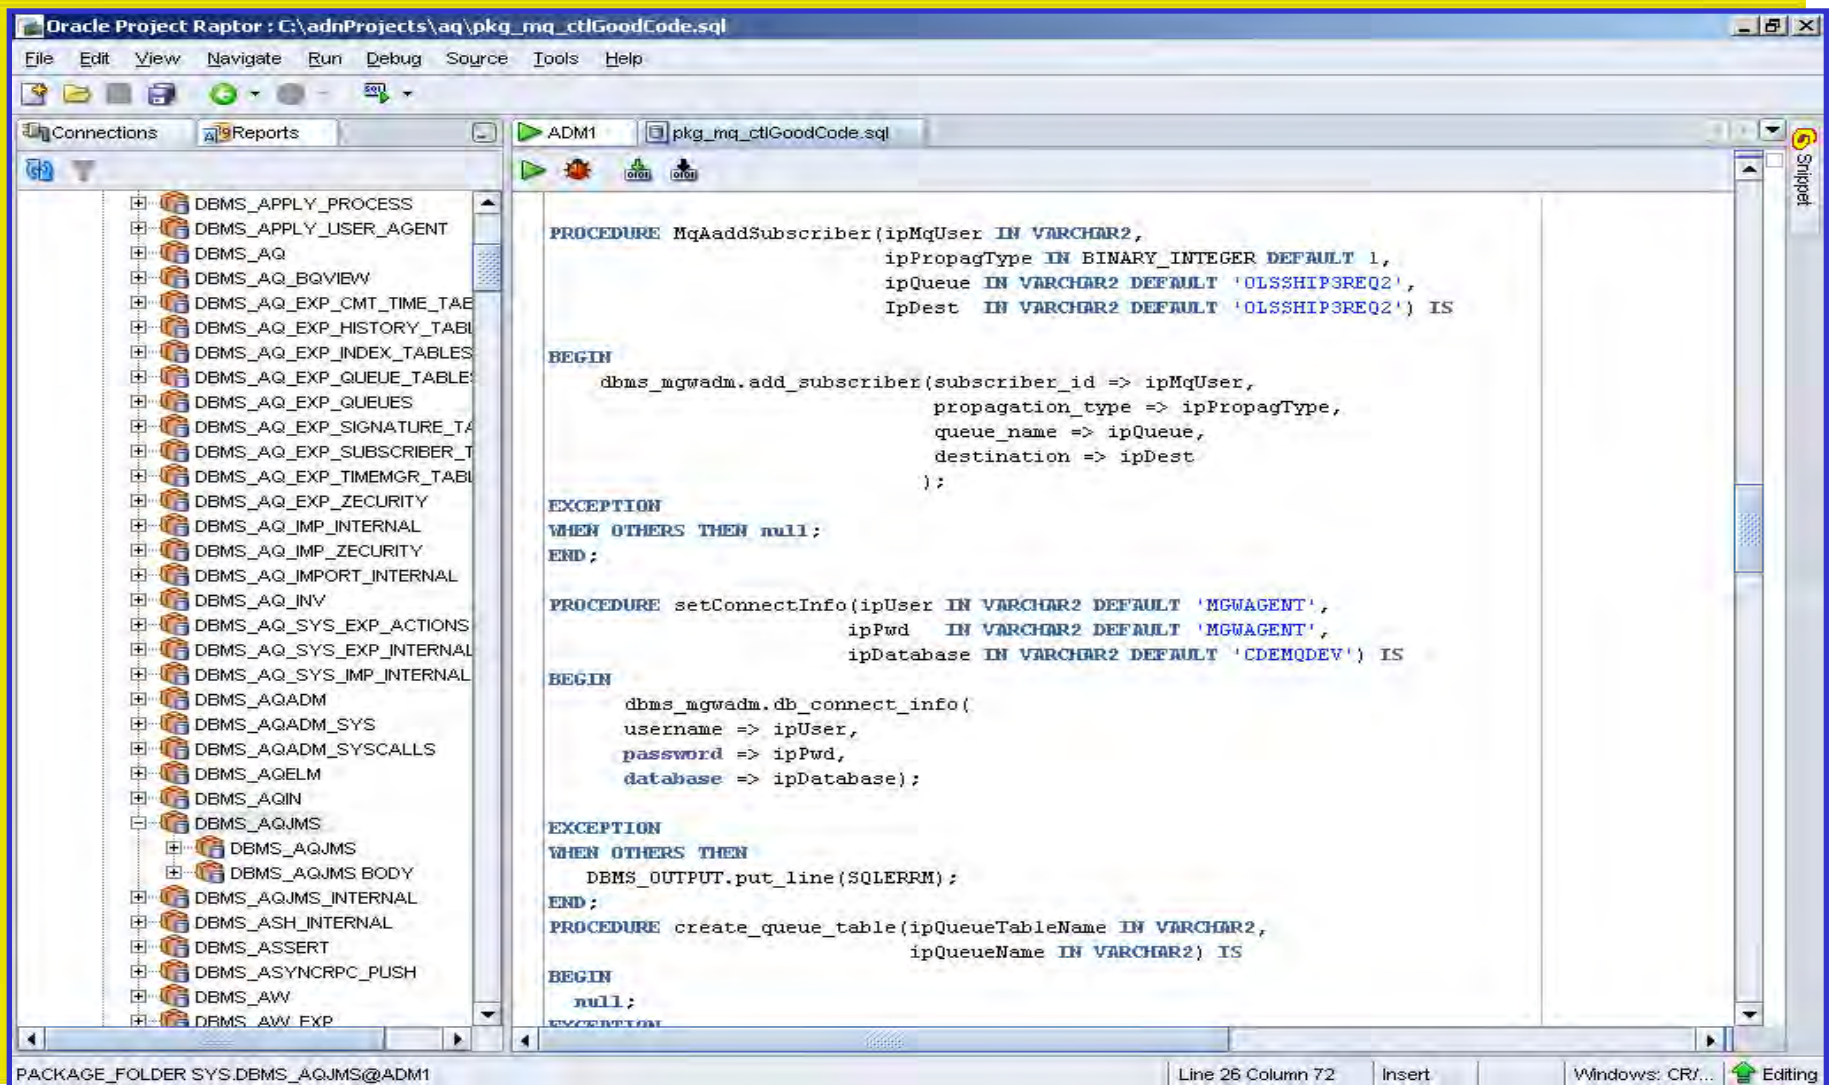 Oracle Project Raptor : C:\adnProjects\aq\pkg_mq_ctlGoodCode.sql
File Edit View Navigate Run Debug Source Tools Help
Connections Reports
ADM1 pkg_mq_ctlGoodCode.sql
Snippet
DBMS_APPLY_PROCESS
DBMS_APPLY_USER_AGENT
DBMS_AQ
DBMS_AQ_BQVIEW
DBMS_AQ_EXP_CMT_TIME_TAE
DBMS_AQ_EXP_HISTORY_TABL
DBMS_AQ_EXP_INDEX_TABLES
DBMS_AQ_EXP_QUEUE_TABLE
DBMS_AQ_EXP_QUEUES
DBMS_AQ_EXP_SIGNATURE_TA
DBMS_AQ_EXP_SUBSCRIBER_T
DBMS_AQ_EXP_TIMEMGR_TABL
DBMS_AQ_EXP_ZECURITY
DBMS_AQ_IMP_INTERNAL
DBMS_AQ_IMP_ZECURITY
DBMS_AQ_IMPORT_INTERNAL
DBMS_AQ_INV
DBMS_AQ_SYS_EXP_ACTIONS
DBMS_AQ_SYS_EXP_INTERNAL
DBMS_AQ_SYS_IMP_INTERNAL
DBMS_AQADM
DBMS_AQADM_SYS
DBMS_AQADM_SYSCALLS
DBMS_AQELM
DBMS_AQIN
DBMS_AQJMS
DBMS_AQJMS
DBMS_AQJMS BODY
DBMS_AQJMS_INTERNAL
DBMS_ASH_INTERNAL
DBMS_ASSERT
DBMS_ASYNCRPC_PUSH
DBMS_AW
DBMS_AW_EXP
PROCEDURE MqAaddSubscriber(ipMqUser IN VARCHAR2,
ipPropagType IN BINARY_INTEGER DEFAULT 1,
ipQueue IN VARCHAR2 DEFAULT 'OLSSHIP3REQ2',
IpDest IN VARCHAR2 DEFAULT 'OLSSHIP3REQ2') IS
BEGIN
dbms_mgwadm.add_subscriber(subscriber_id => ipMqUser,
propagation_type => ipPropagType,
queue_name => ipQueue,
destination => ipDest
);
EXCEPTION
WHEN OTHERS THEN null;
END;
PROCEDURE setConnectInfo(ipUser IN VARCHAR2 DEFAULT 'MGWAGENT',
ipPwd IN VARCHAR2 DEFAULT 'MGWAGENT',
ipDatabase IN VARCHAR2 DEFAULT 'CDEMQDEV') IS
BEGIN
dbms_mgwadm.db_connect_info(
username => ipUser,
password => ipPwd,
database => ipDatabase);
EXCEPTION
WHEN OTHERS THEN
DBMS_OUTPUT.put_line(SQLERRM);
END;
PROCEDURE create_queue_table(ipQueueTableName IN VARCHAR2,
ipQueueName IN VARCHAR2) IS
BEGIN
null;
EXCEPTION
PACKAGE_FOLDER SYS.DBMS_AQJMS@ADM1
Line 26 Column 72 Insert Windows: CR/... Editing